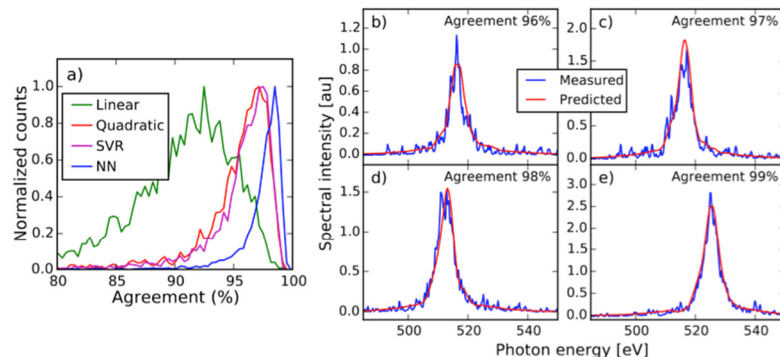 a)
Normalized counts
1.0
0.8
0.6
0.4
0.2
0.0
Linear
Quadratic
SVR
NN
80 85 90 95 100
Agreement (%)
Spectral intensity [au]
b) Agreement 96%
1.2
1.0
0.8
0.6
0.4
0.2
0.0
c) Agreement 97%
2.0
1.5
1.0
0.5
0.0
Measured
Predicted
d) Agreement 98%
1.5
1.0
0.5
0.0
500 520 540
e) Agreement 99%
3.0
2.5
2.0
1.5
1.0
0.5
0.0
500 520 540
Photon energy [eV]